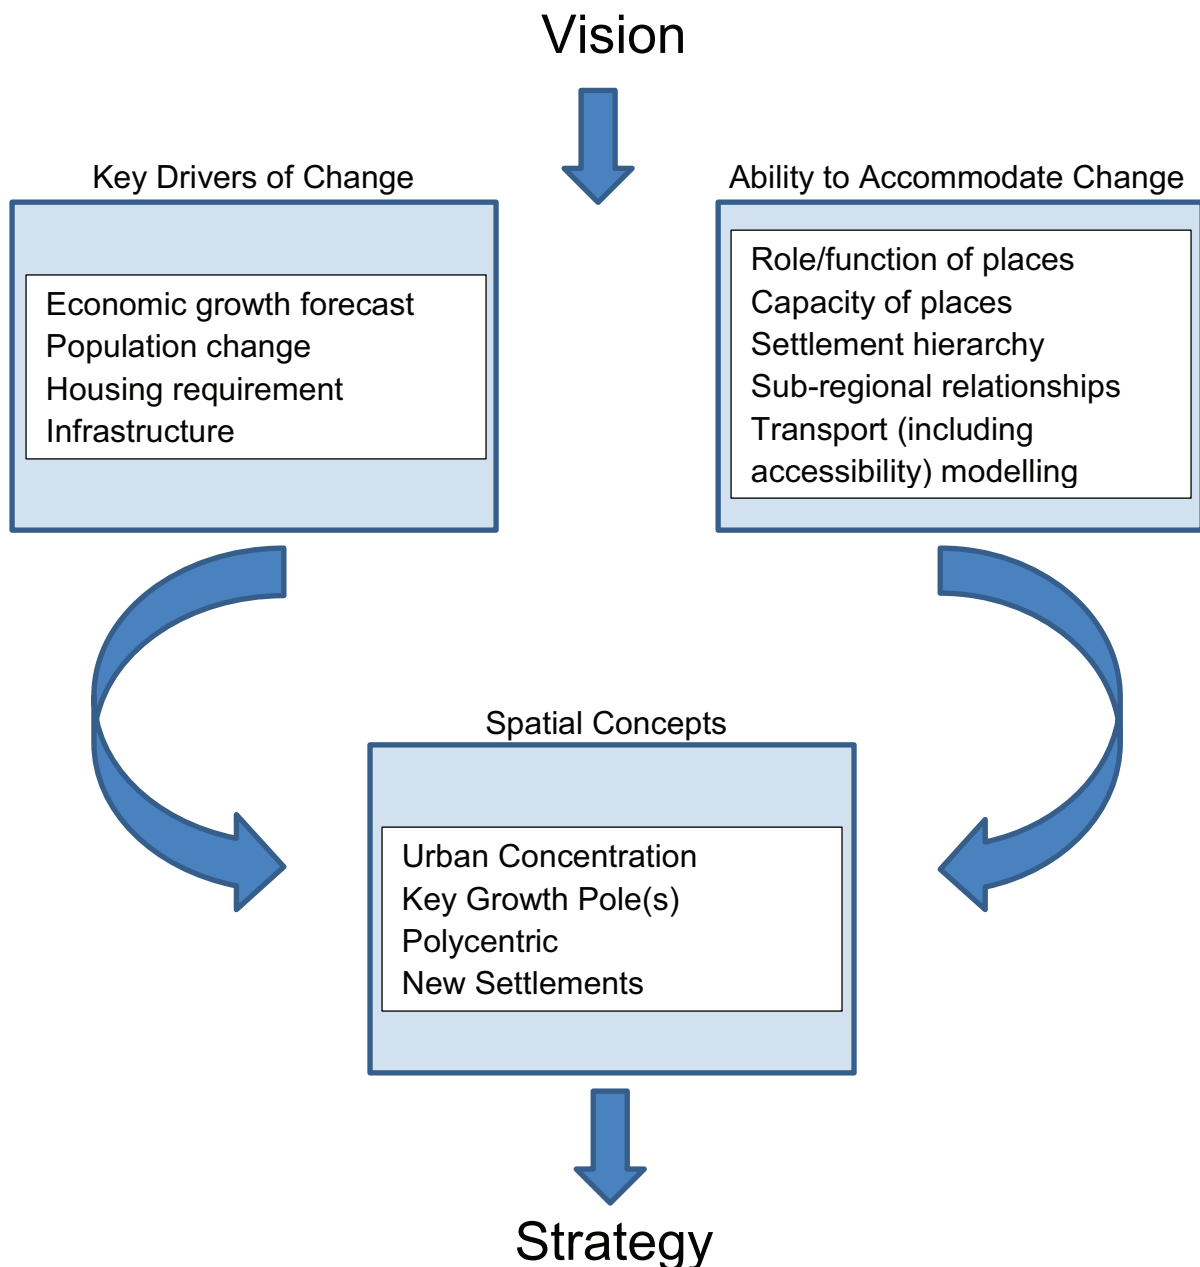 Vision
Key Drivers of Change
Economic growth forecast
Population change
Housing requirement
Infrastructure
Ability to Accommodate Change
Role/function of places
Capacity of places
Settlement hierarchy
Sub-regional relationships
Transport (including
accessibility) modelling
Spatial Concepts
Urban Concentration
Key Growth Pole(s)
Polycentric
New Settlements
Strategy